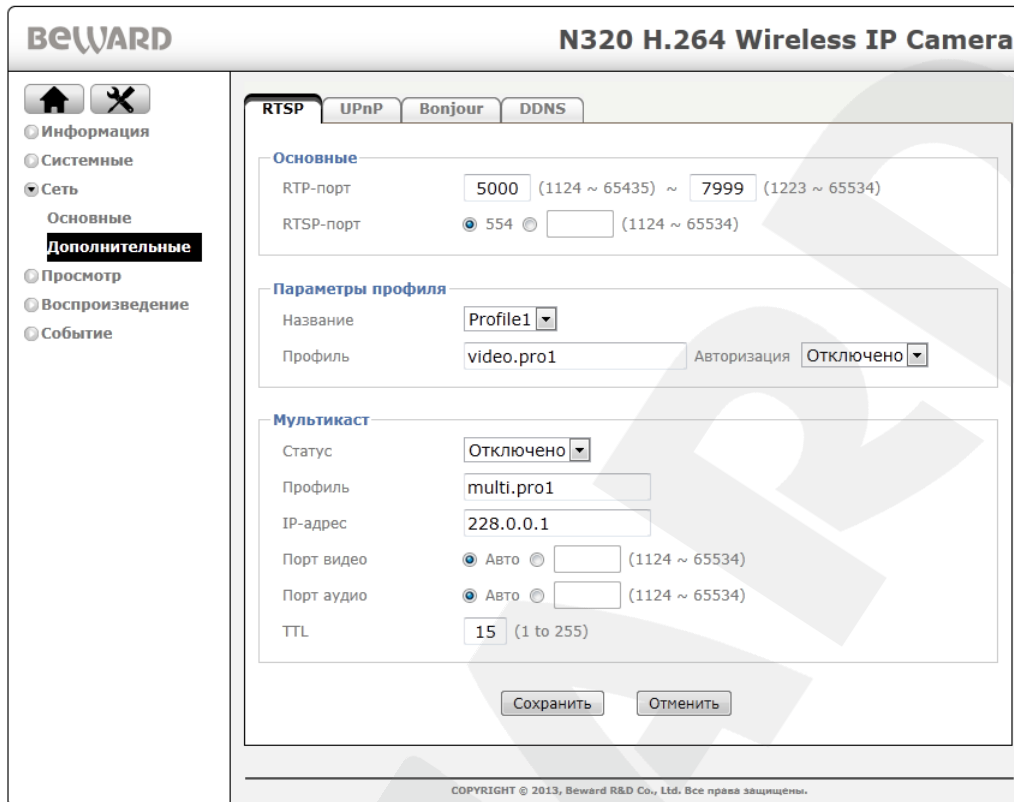 BEWARD
N320 H.264 Wireless IP Camera
Информация
Системные
Сеть
Основные
Дополнительные
Просмотр
Воспроизведение
Событие
RTSP UPnP Bonjour DDNS
Основные
RTP-порт 5000 (1124 ~ 65435) ~ 7999 (1223 ~ 65534)
RTSP-порт 554 (1124 ~ 65534)
Параметры профиля
Название Profile1
Профиль video.pro1 Авторизация Отключено
Мультикаст
Статус Отключено
Профиль multi.pro1
IP-адрес 228.0.0.1
Порт видео Авто (1124 ~ 65534)
Порт аудио Авто (1124 ~ 65534)
TTL 15 (1 to 255)
Сохранить Отменить
COPYRIGHT © 2013, Beward R&D Co., Ltd. Все права защищены.